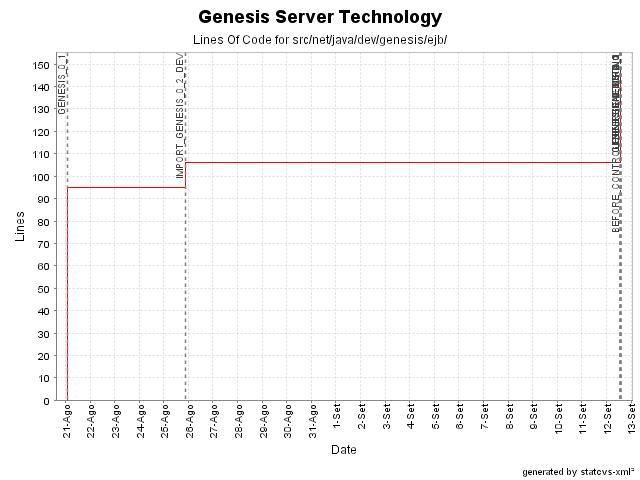 Genesis Server Technology
Lines Of Code for src/net/java/dev/genesis/ejb/
GENESIS_0_1
IMPORT_GENESIS_0_2_DEV
150
140
130
120
110
100
90
80
70
60
50
40
30
20
10
0
Lines
21-Ago
22-Ago
23-Ago
24-Ago
25-Ago
26-Ago
27-Ago
28-Ago
29-Ago
30-Ago
31-Ago
1-Set
2-Set
3-Set
4-Set
5-Set
6-Set
7-Set
8-Set
9-Set
10-Set
11-Set
12-Set
13-Set
Date
generated by statcvs-xml²